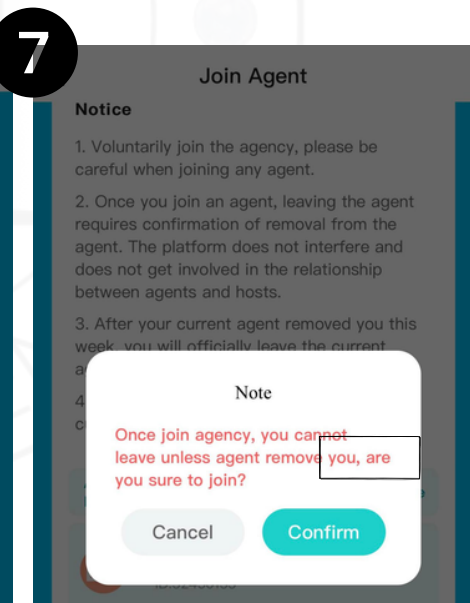 7
Join Agent
Notice
1. Voluntarily join the agency, please be
careful when joining any agent.
2. Once you join an agent, leaving the agent
requires confirmation of removal from the
agent. The platform does not interfere and
does not get involved in the relationship
between agents and hosts.
3. After your current agent removed you this
week, you will officially leave the current
4
Note
Once join agency, you cannot
leave unless agent remove you, are
you sure to join?
Cancel
Confirm